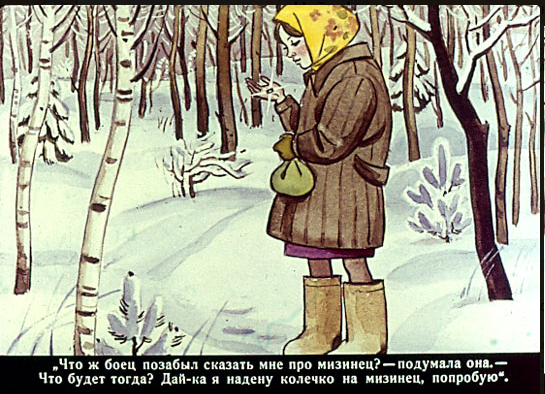 „Что ж боец позабыл сказать мне про мизинец?—подумала она.—
Что будет тогда? Дай-ка я надену колечко на мизинец, попробую“.